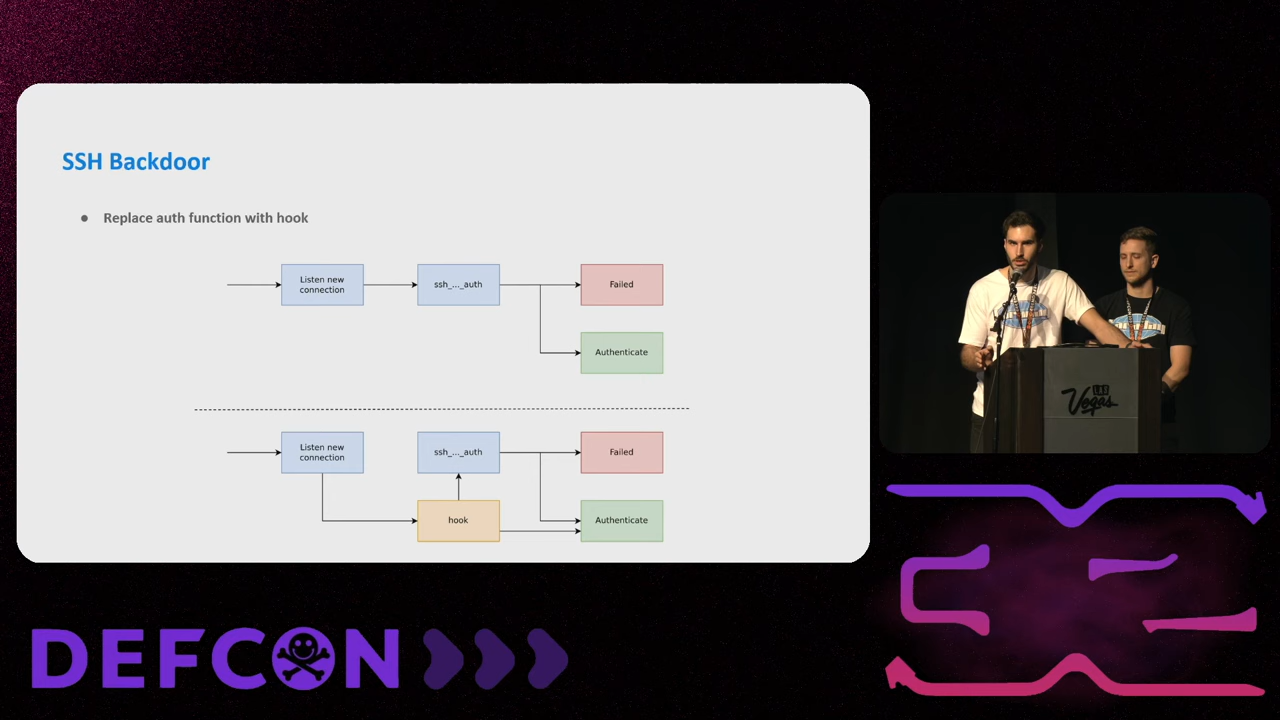 SSH Backdoor
● Replace auth function with hook
Listen new
connection
ssh_..._auth
Failed
Authenticate
Listen new
connection
ssh_..._auth
Failed
hook
Authenticate
LAS
Vegas
DEFCON